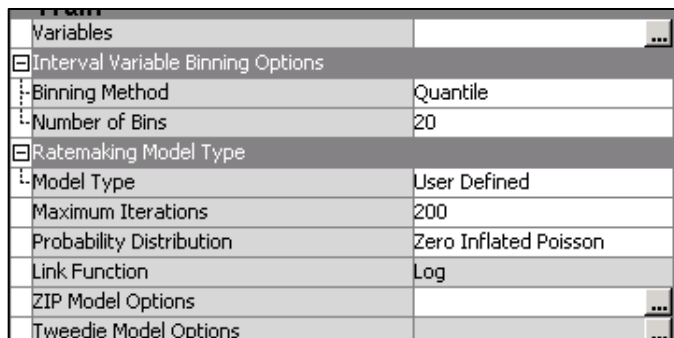 Train
Variables ...
Interval Variable Binning Options
Binning Method Quantile
Number of Bins 20
Ratemaking Model Type
Model Type User Defined
Maximum Iterations 200
Probability Distribution Zero Inflated Poisson
Link Function Log
ZIP Model Options ...
Tweedie Model Options ...